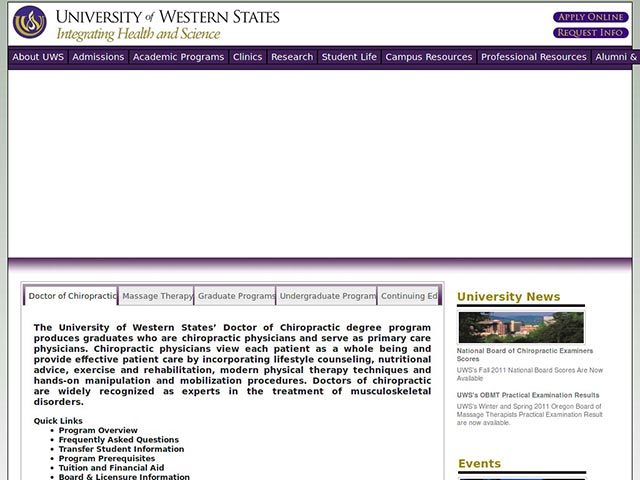 UNIVERSITY of WESTERN STATES
Integrating Health and Science
APPLY ONLINE
REQUEST INFO
About UWS Admissions Academic Programs Clinics Research Student Life Campus Resources Professional Resources Alumni &
Doctor of Chiropractic Massage Therapy Graduate Programs Undergraduate Program Continuing Ed
The University of Western States’ Doctor of Chiropractic degree program
produces graduates who are chiropractic physicians and serve as primary care
physicians. Chiropractic physicians view each patient as a whole being and
provide effective patient care by incorporating lifestyle counseling, nutritional
advice, exercise and rehabilitation, modern physical therapy techniques and
hands-on manipulation and mobilization procedures. Doctors of chiropractic
are widely recognized as experts in the treatment of musculoskeletal
disorders.
Quick Links
• Program Overview
• Frequently Asked Questions
• Transfer Student Information
• Program Prerequisites
• Tuition and Financial Aid
• Board & Licensure Information
University News
National Board of Chiropractic Examiners
Scores
UWS's Fall 2011 National Board Scores Are Now
Available
UWS's OBMT Practical Examination Results
UWS's Winter and Spring 2011 Oregon Board of
Massage Therapists Practical Examination Result
are now available.
Events